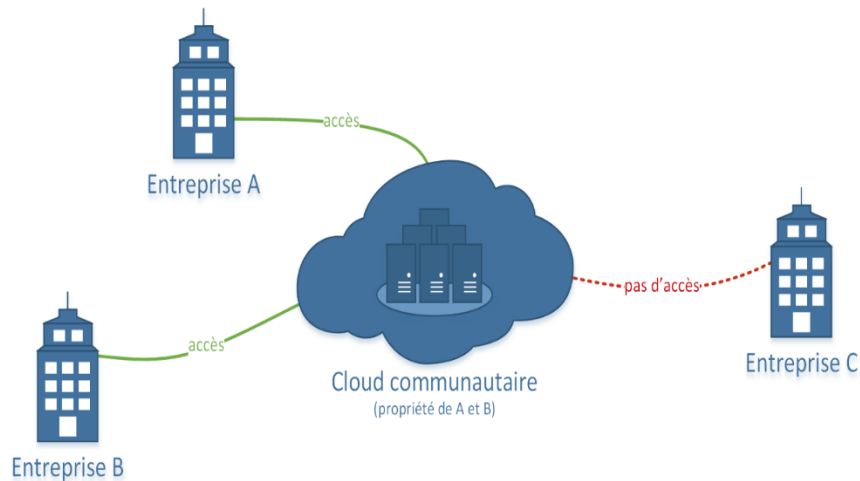 accès
Entreprise A
pas d'accès
accès
Entreprise C
Cloud communautaire
(propriété de A et B)
Entreprise B